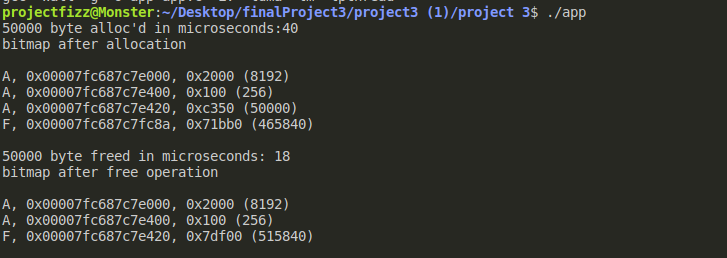 projectfizz@Monster:~/Desktop/finalProject3/project3 (1)/project 3$ ./app
50000 byte alloc'd in microseconds:40
bitmap after allocation
A, 0x00007fc687c7e000, 0x2000 (8192)
A, 0x00007fc687c7e400, 0x100 (256)
A, 0x00007fc687c7e420, 0xc350 (50000)
F, 0x00007fc687c7fc8a, 0x71bb0 (465840)
50000 byte freed in microseconds: 18
bitmap after free operation
A, 0x00007fc687c7e000, 0x2000 (8192)
A, 0x00007fc687c7e400, 0x100 (256)
F, 0x00007fc687c7e420, 0x7df00 (515840)